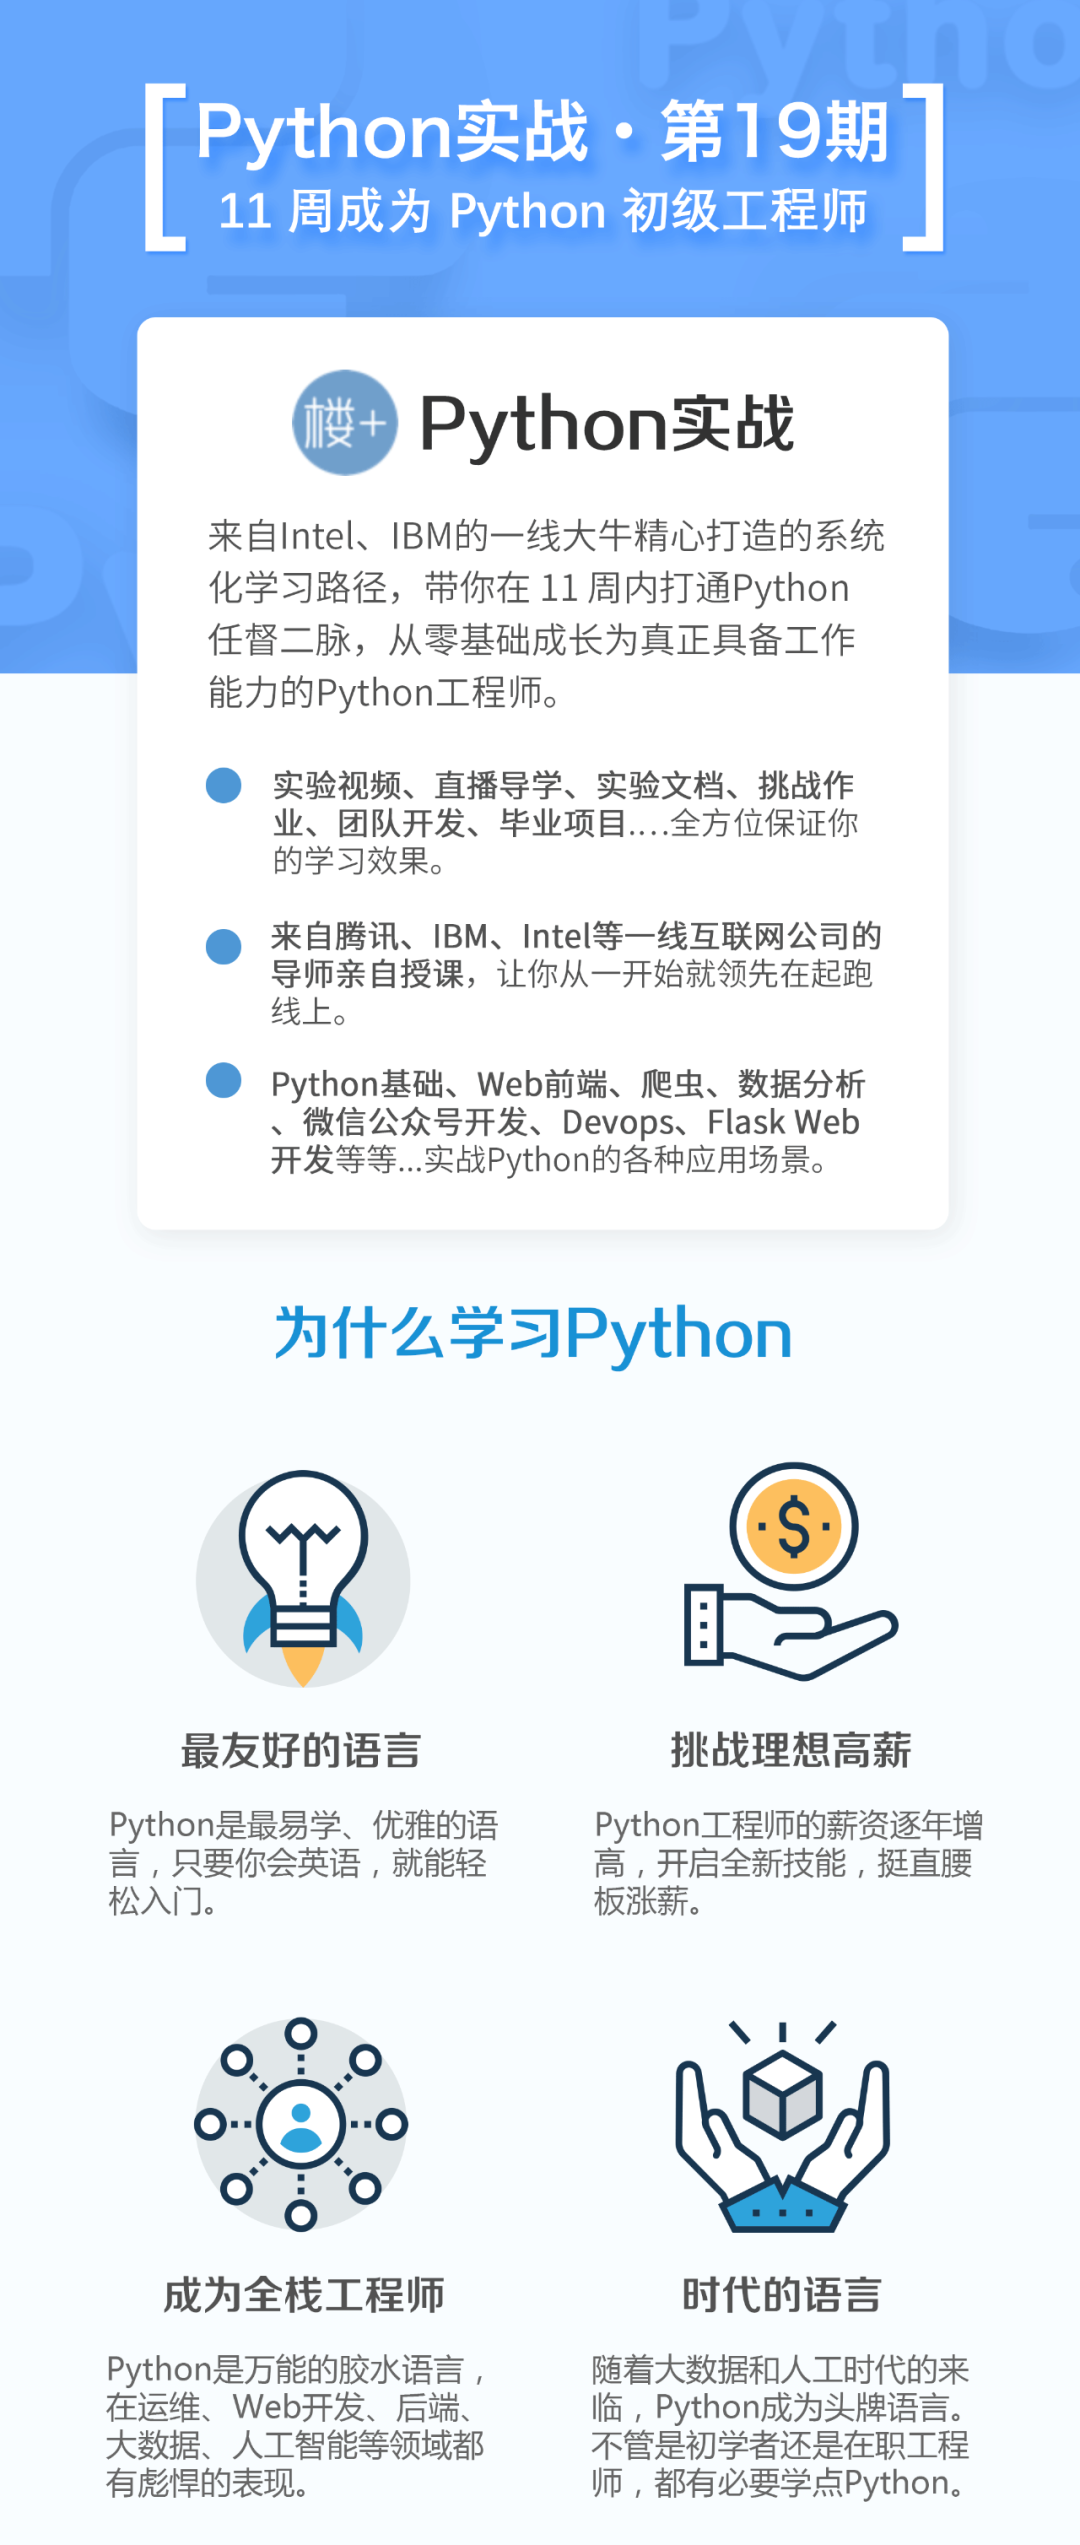 Pytho
Python实战·第19期
11 周成为 Python 初级工程师
楼+
Python实战
来自Intel、IBM的一线大牛精心打造的系统
化学习路径，带你在 11 周内打通Python
任督二脉，从零基础成长为真正具备工作
能力的Python工程师。
实验视频、直播导学、实验文档、挑战作
业、团队开发、毕业项目....全方位保证你
的学习效果。
来自腾讯、IBM、Intel等一线互联网公司的
导师亲自授课，让你从一开始就领先在起跑
线上。
Python基础、Web前端、爬虫、数据分析
、微信公众号开发、Devops、Flask Web
开发等等...实战Python的各种应用场景。
为什么学习Python
最友好的语言
Python是最易学、优雅的语
言，只要你会英语，就能轻
松入门。
挑战理想高薪
Python工程师的薪资逐年增
高，开启全新技能，挺直腰
板涨薪。
成为全栈工程师
Python是万能的胶水语言，
在运维、Web开发、后端、
大数据、人工智能等领域都
有彪悍的表现。
时代的语言
随着大数据和人工时代的来
临，Python成为头牌语言。
不管是初学者还是在职工程
师，都有必要学点Python。